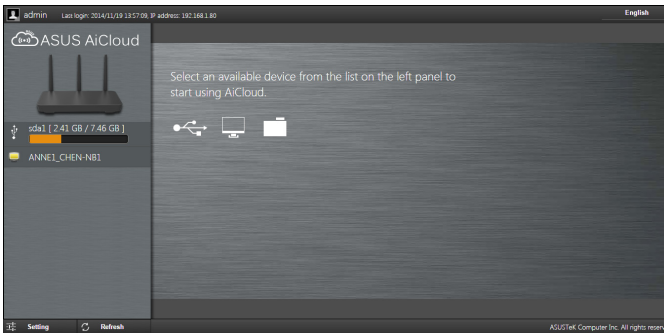 admin Last login: 2014/11/19 13:57:09, IP address: 192.168.1.80
English
ASUS AiCloud
Select an available device from the list on the left panel to
start using AiCloud.
sda1 [ 2.41 GB / 7.46 GB ]
ANNE1_CHEN-NB1
Setting Refresh
ASUSTeK Computer Inc. All rights reserv